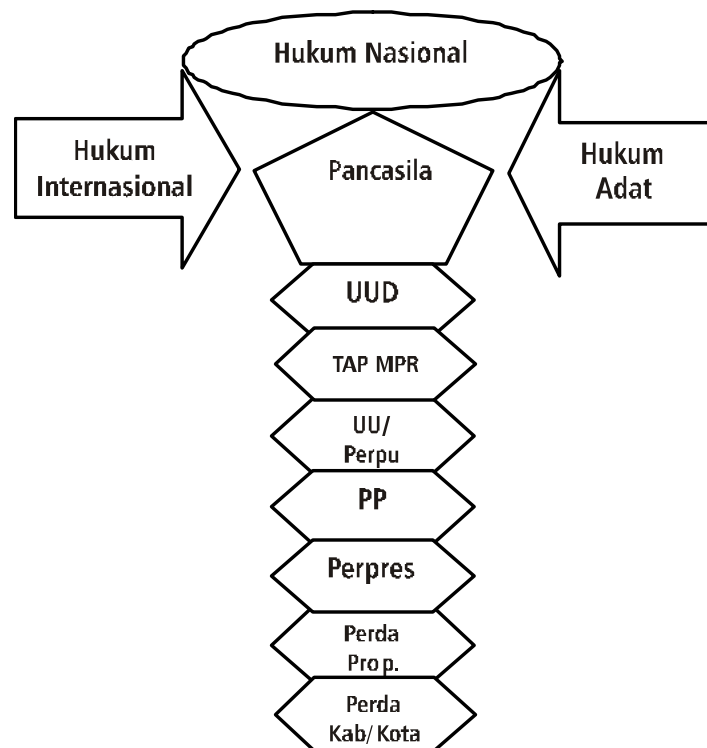 Hukum Nasional
Hukum
Internasional
Pancasila
Hukum
Adat
UUD
TAP MPR
UU/
Perpu
PP
Perpres
Perda
Prop.
Perda
Kab/Kota